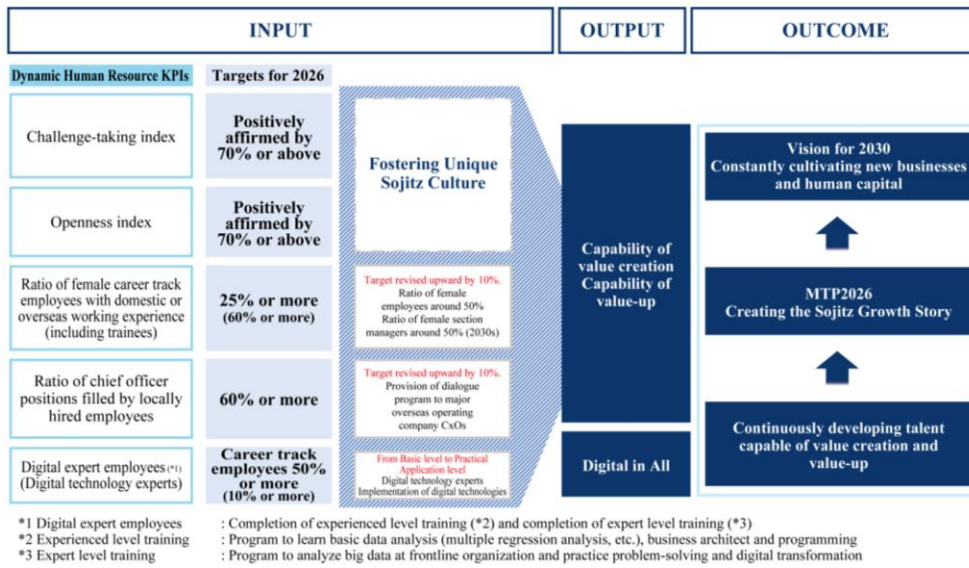 INPUT
OUTPUT
OUTCOME
Dynamic Human Resource KPIs
Targets for 2026
Challenge-taking index
Positively
affirmed by
70% or above
Openness index
Positively
affirmed by
70% or above
Fostering Unique
Sojitz Culture
Ratio of female career track
employees with domestic or
overseas working experience
(including trainees)
25% or more
(60% or more)
Target revised upward by 10%.
Ratio of female
employees around 50%
Ratio of female section
managers around 50% (2030s)
Ratio of chief officer
positions filled by locally
hired employees
60% or more
Target revised upward by 10%.
Provision of dialogue
program to major
overseas operating
company CxOs
Digital expert employees (*1)
(Digital technology experts)
Career track
employees 50%
or more
(10% or more)
From Basic level to Practical
Application level
Digital technology experts
Implementation of digital technologies
Capability of
value creation
Capability of
value-up
Digital in All
Vision for 2030
Constantly cultivating new businesses
and human capital
MTP2026
Creating the Sojitz Growth Story
Continuously developing talent
capable of value creation and
value-up
*1 Digital expert employees : Completion of experienced level training (*2) and completion of expert level training (*3)
*2 Experienced level training : Program to learn basic data analysis (multiple regression analysis, etc.), business architect and programming
*3 Expert level training : Program to analyze big data at frontline organization and practice problem-solving and digital transformation